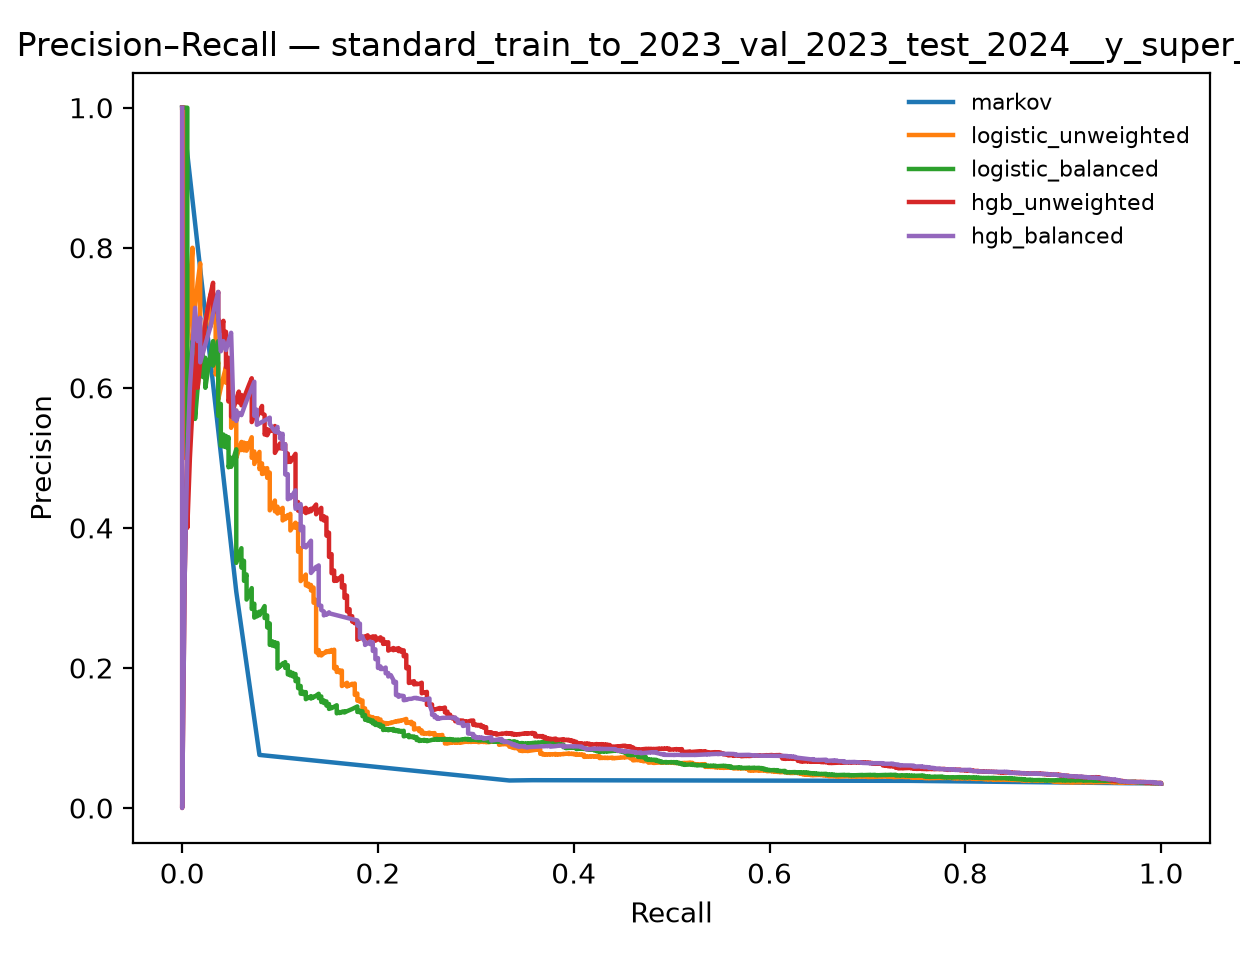 Precision–Recall — standard_train_to_2023_val_2023_test_2024__y_super_
markov
logistic_unweighted
logistic_balanced
hgb_unweighted
hgb_balanced
Precision
1.0
0.8
0.6
0.4
0.2
0.0
0.0 0.2 0.4 0.6 0.8 1.0
Recall